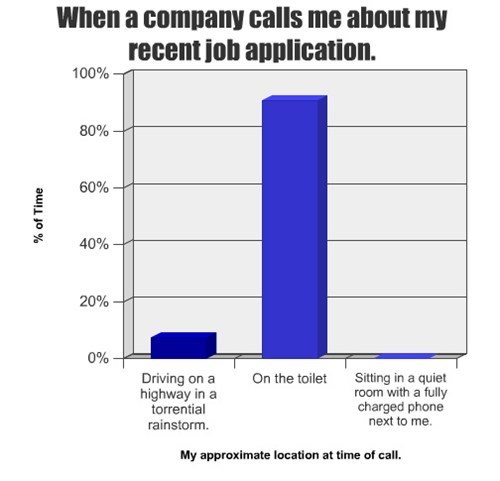 When a company calls me about my
recent job application.
100%
80%
60%
40%
20%
0%
% of Time
Driving on a
highway in a
torrential
rainstorm.
On the toilet
Sitting in a quiet
room with a fully
charged phone
next to me.
My approximate location at time of call.